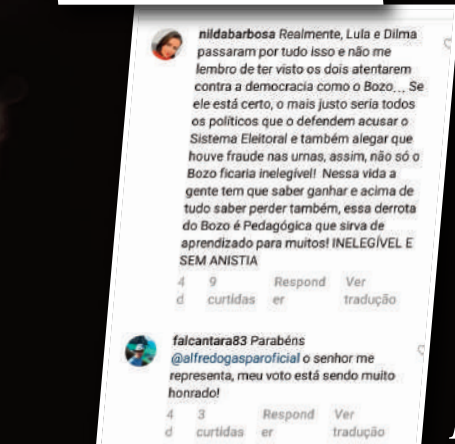 nildabarbosa Realmente, Lula e Dilma
passaram por tudo isso e não me
lembro de ter visto os dois atentarem
contra a democracia como o Bozo... Se
ele está certo, o mais justo seria todos
os políticos que o defendem acusar o
Sistema Eleitoral e também alegar que
houve fraude nas urnas, assim, não só o
Bozo ficaria inelegível! Nessa vida a
gente tem que saber ganhar e acima de
tudo saber perder também, essa derrota
do Bozo é Pedagógica que sirva de
aprendizado para muitos! INELEGÍVEL E
SEM ANISTIA
4 9 Respond Ver
d curtidas er tradução
falcantara83 Parabéns
@alfredogasparoficial o senhor me
representa, meu voto está sendo muito
honrado!
4 3 Respond Ver
d curtidas er tradução